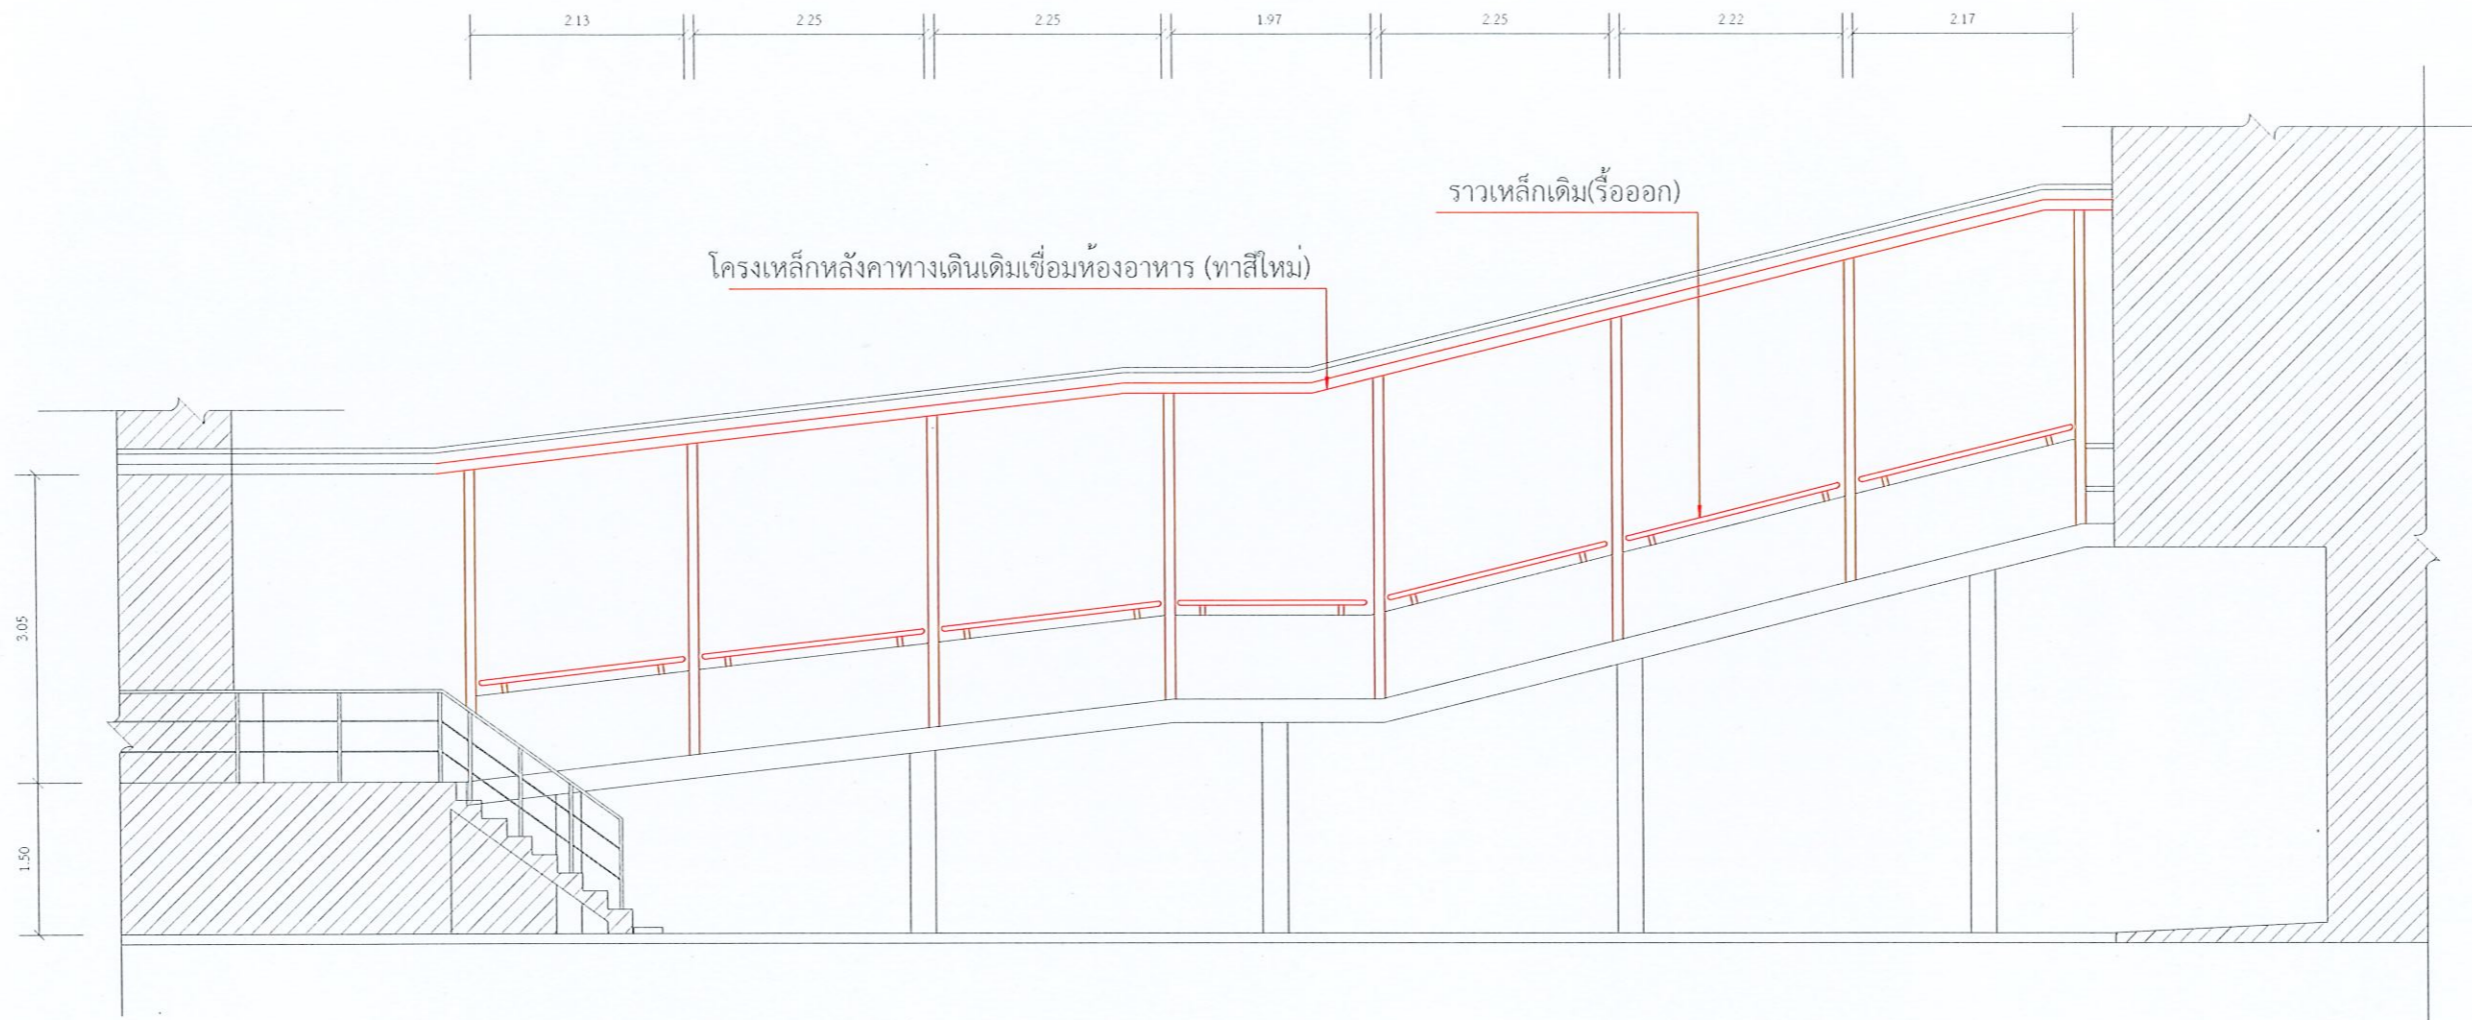 2.13 2.25 2.25 1.97 2.25 2.22 2.17
ราวเหล็กเดิม(รื้อออก)
โครงเหล็กหลังคาทางเดินเดิมเชื่อมห้องอาหาร (ทาสีใหม่)
3.05
1.50